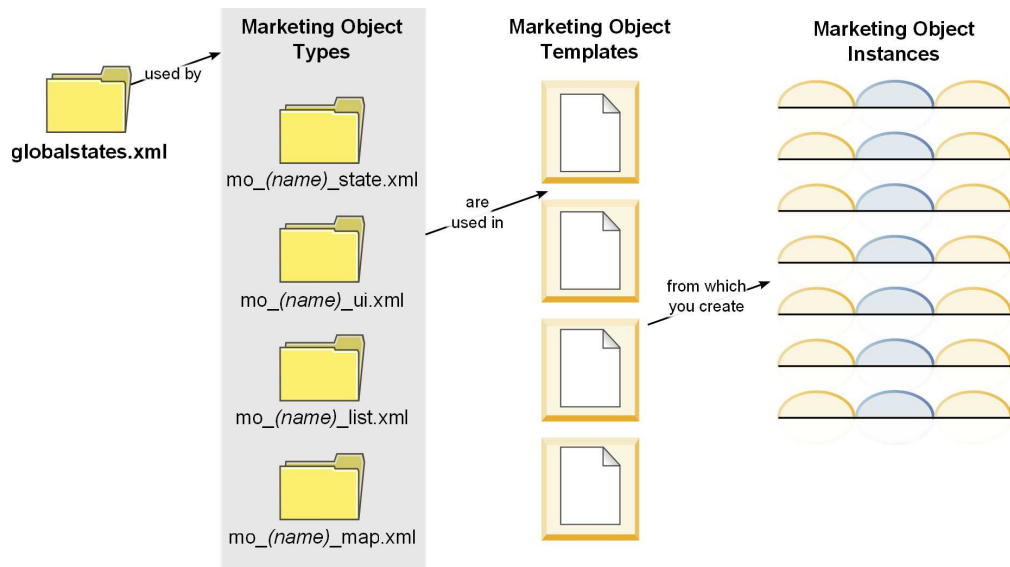 globalstates.xml
used by
Marketing Object
Types
mo_(name)_state.xml
mo_(name)_ui.xml
mo_(name)_list.xml
mo_(name)_map.xml
are
used in
Marketing Object
Templates
from which
you create
Marketing Object
Instances